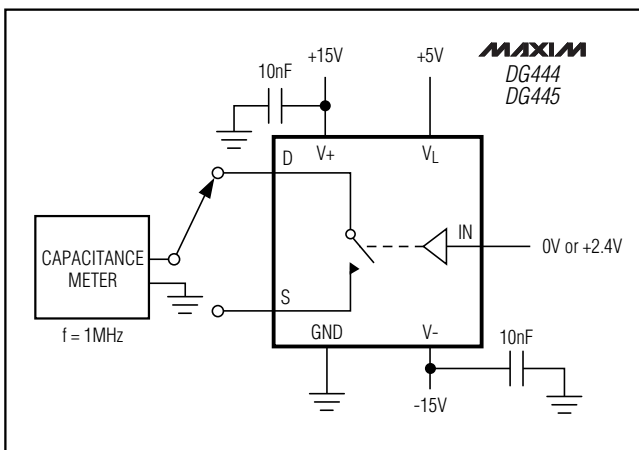 +15V
+5V
MAXIM
DG444
DG445
10nF
D
V+
VL
CAPACITANCE
METER
IN
0V or +2.4V
S
f = 1MHz
GND
V-
10nF
-15V